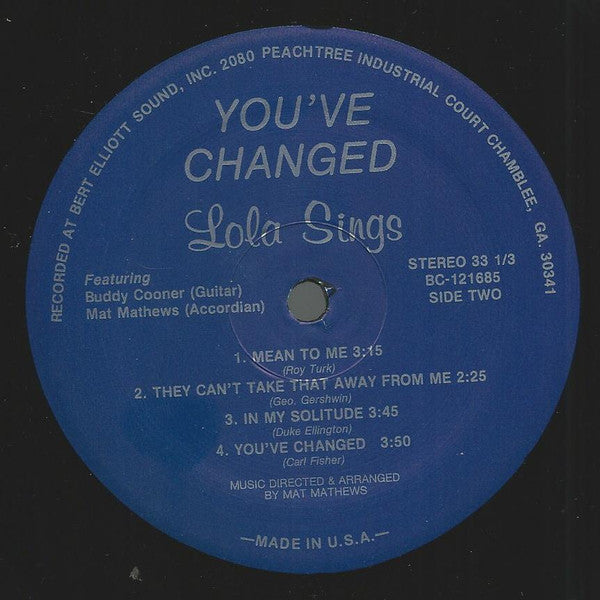 RECORDED AT BERT ELLIOTT SOUND, INC. 2080 PEACHTREE INDUSTRIAL COURT CHAMBLEE, GA. 30341
YOU'VE
CHANGED
Lola Sings
Featuring
Buddy Cooner (Guitar)
Mat Mathews (Accordian)
STEREO 33 1/3
BC-121685
SIDE TWO
1. MEAN TO ME 3:15
(Roy Turk)
2. THEY CAN'T TAKE THAT AWAY FROM ME 2:25
(Geo. Gershwin)
3. IN MY SOLITUDE 3:45
(Duke Ellington)
4. YOU'VE CHANGED 3:50
(Carl Fisher)
MUSIC DIRECTED & ARRANGED
BY MAT MATHEWS
—MADE IN U.S.A.—